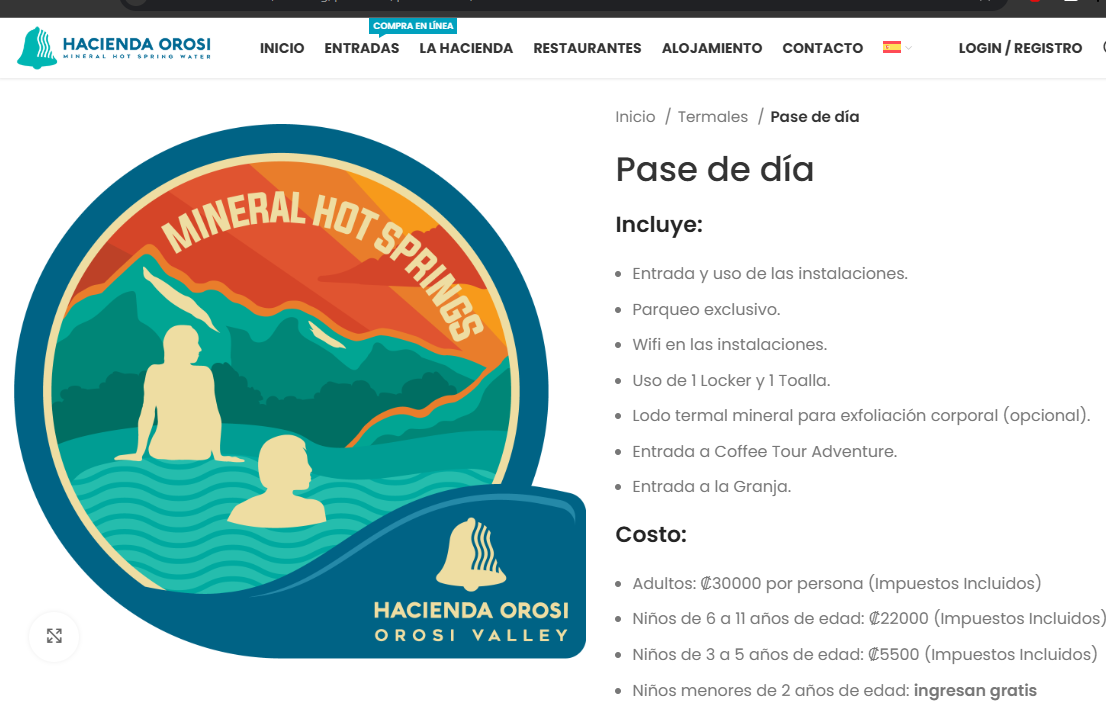 COMPRA EN LÍNEA
HACIENDA OROSI
MINERAL HOT SPRING WATER
INICIO
ENTRADAS
LA HACIENDA
RESTAURANTES
ALOJAMIENTO
CONTACTO
LOGIN / REGISTRO
MINERAL HOT SPRINGS
HACIENDA OROSI
OROSI VALLEY
Inicio / Termales / Pase de día
Pase de día
Incluye:
• Entrada y uso de las instalaciones.
• Parqueo exclusivo.
• Wifi en las instalaciones.
• Uso de 1 Locker y 1 Toalla.
• Lodo termal mineral para exfoliación corporal (opcional).
• Entrada a Coffee Tour Adventure.
• Entrada a la Granja.
Costo:
• Adultos: ₡30000 por persona (Impuestos Incluidos)
• Niños de 6 a 11 años de edad: ₡22000 (Impuestos Incluidos)
• Niños de 3 a 5 años de edad: ₡5500 (Impuestos Incluidos)
• Niños menores de 2 años de edad: ingresan gratis